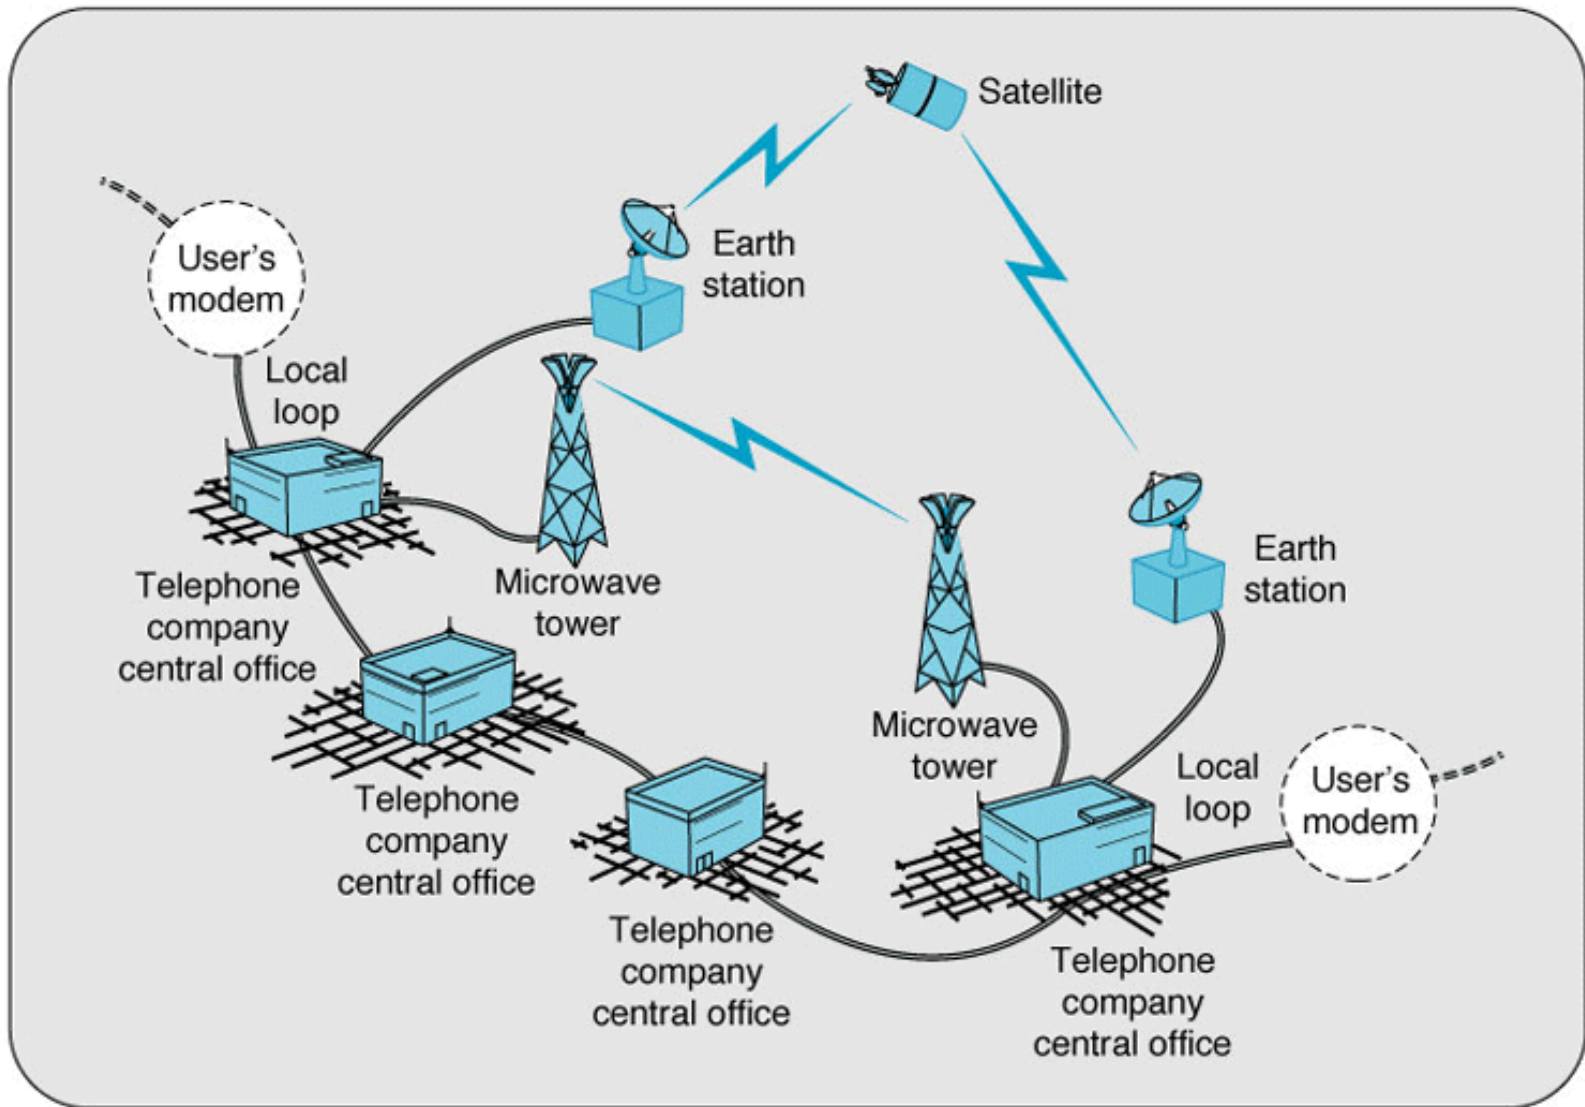 Satellite
User's
modem
Earth
station
Local
loop
Telephone
company
central office
Microwave
tower
Earth
station
Telephone
company
central office
Microwave
tower
Local
loop
User's
modem
Telephone
company
central office
Telephone
company
central office